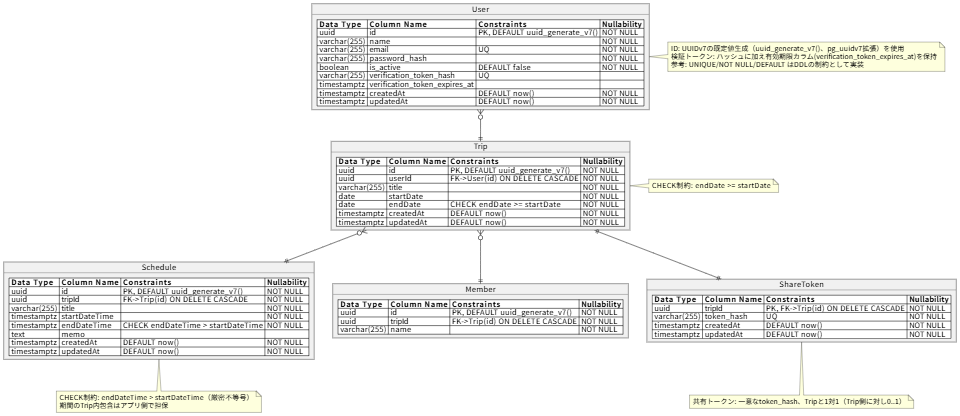 User
Data Type Column Name Constraints Nullability
uuid id PK, DEFAULT uuid_generate_v7() NOT NULL
varchar(255) name NOT NULL
varchar(255) email UQ NOT NULL
varchar(255) password_hash NOT NULL
boolean is_active DEFAULT false NOT NULL
varchar(255) verification_token_hash UQ
timestamptz verification_token_expires_at
timestamptz createdAt DEFAULT now() NOT NULL
timestamptz updatedAt DEFAULT now() NOT NULL
ID: UUIDv7の既定値生成（uuid_generate_v7()、pg_uuidv7拡張）を使用
検証トークン: ハッシュに加え有効期限カラム(verification_token_expires_at)を保持
参考: UNIQUE/NOT NULL/DEFAULT はDDLの制約として実装
Trip
Data Type Column Name Constraints Nullability
uuid id PK, DEFAULT uuid_generate_v7() NOT NULL
uuid userId FK->User(id) ON DELETE CASCADE NOT NULL
varchar(255) title NOT NULL
date startDate NOT NULL
date endDate CHECK endDate >= startDate NOT NULL
timestamptz createdAt DEFAULT now() NOT NULL
timestamptz updatedAt DEFAULT now() NOT NULL
CHECK制約: endDate >= startDate
Schedule
Data Type Column Name Constraints Nullability
uuid id PK, DEFAULT uuid_generate_v7() NOT NULL
uuid tripId FK->Trip(id) ON DELETE CASCADE NOT NULL
varchar(255) title NOT NULL
timestamptz startDateTime NOT NULL
timestamptz endDateTime CHECK endDateTime > startDateTime NOT NULL
text memo
timestamptz createdAt DEFAULT now() NOT NULL
timestamptz updatedAt DEFAULT now() NOT NULL
CHECK制約: endDateTime > startDateTime（厳密不等号）
期間のTrip内包含はアプリ側で担保
Member
Data Type Column Name Constraints Nullability
uuid id PK, DEFAULT uuid_generate_v7() NOT NULL
uuid tripId FK->Trip(id) ON DELETE CASCADE NOT NULL
varchar(255) name NOT NULL
ShareToken
Data Type Column Name Constraints Nullability
uuid tripId PK, FK->Trip(id) ON DELETE CASCADE NOT NULL
varchar(255) token_hash UQ NOT NULL
timestamptz createdAt DEFAULT now() NOT NULL
timestamptz updatedAt DEFAULT now() NOT NULL
共有トークン: 一意なtoken_hash、Tripと1対1（Trip側に対し0..1）